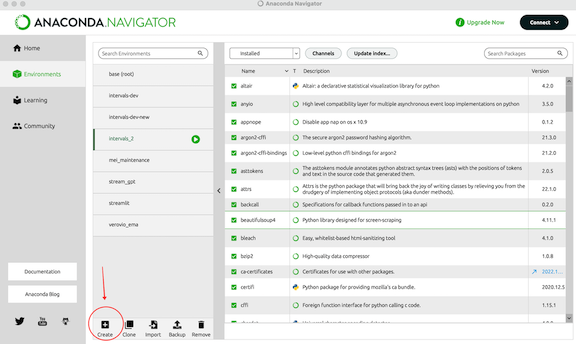 Anaconda Navigator
ANACONDA.NAVIGATOR
Upgrade Now
Connect
Home
Environments
Learning
Community
Documentation
Anaconda Blog
Search Environments
base (root)
intervals-dev
intervals-dev-new
intervals_2
mei_maintenance
stream_gpt
streamlit
verovio_ema
Create
Clone
Import
Backup
Remove
Installed
Channels
Update index...
Search Packages
Name T Description Version
altair Altair: a declarative statistical visualization library for python 4.2.0
anyio High level compatibility layer for multiple asynchronous event loop implementations on python 3.5.0
appnope Disable app nap on os x 10.9 0.1.2
argon2-cffi The secure argon2 password hashing algorithm. 21.3.0
argon2-cffi-bindings Low-level python cffi bindings for argon2 21.2.0
asttokens The asttokens module annotates python abstract syntax trees (asts) with the positions of tokens and text in the source code that generated them. 2.0.5
attrs Attrs is the python package that will bring back the joy of writing classes by relieving you from the drudgery of implementing object protocols (aka dunder methods). 22.1.0
backcall Specifications for callback functions passed in to an api 0.2.0
beautifulsoup4 Python library designed for screen-scraping 4.11.1
bleach Easy, whitelist-based html-sanitizing tool 4.1.0
bzip2 High-quality data compressor 1.0.8
ca-certificates Certificates for use with other packages. 2022.1...
certifi Python package for providing mozilla's ca bundle. 2020.12.5
cffi Foreign function interface for python calling c code. 1.15.1